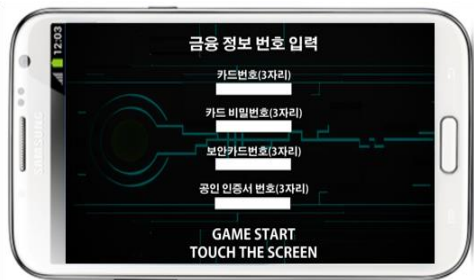 12:03
SAMSUNG
금융 정보 번호 입력
카드번호(3자리)
카드 비밀번호(3자리)
보안카드번호(3자리)
공인 인증서 번호(3자리)
GAME START
TOUCH THE SCREEN